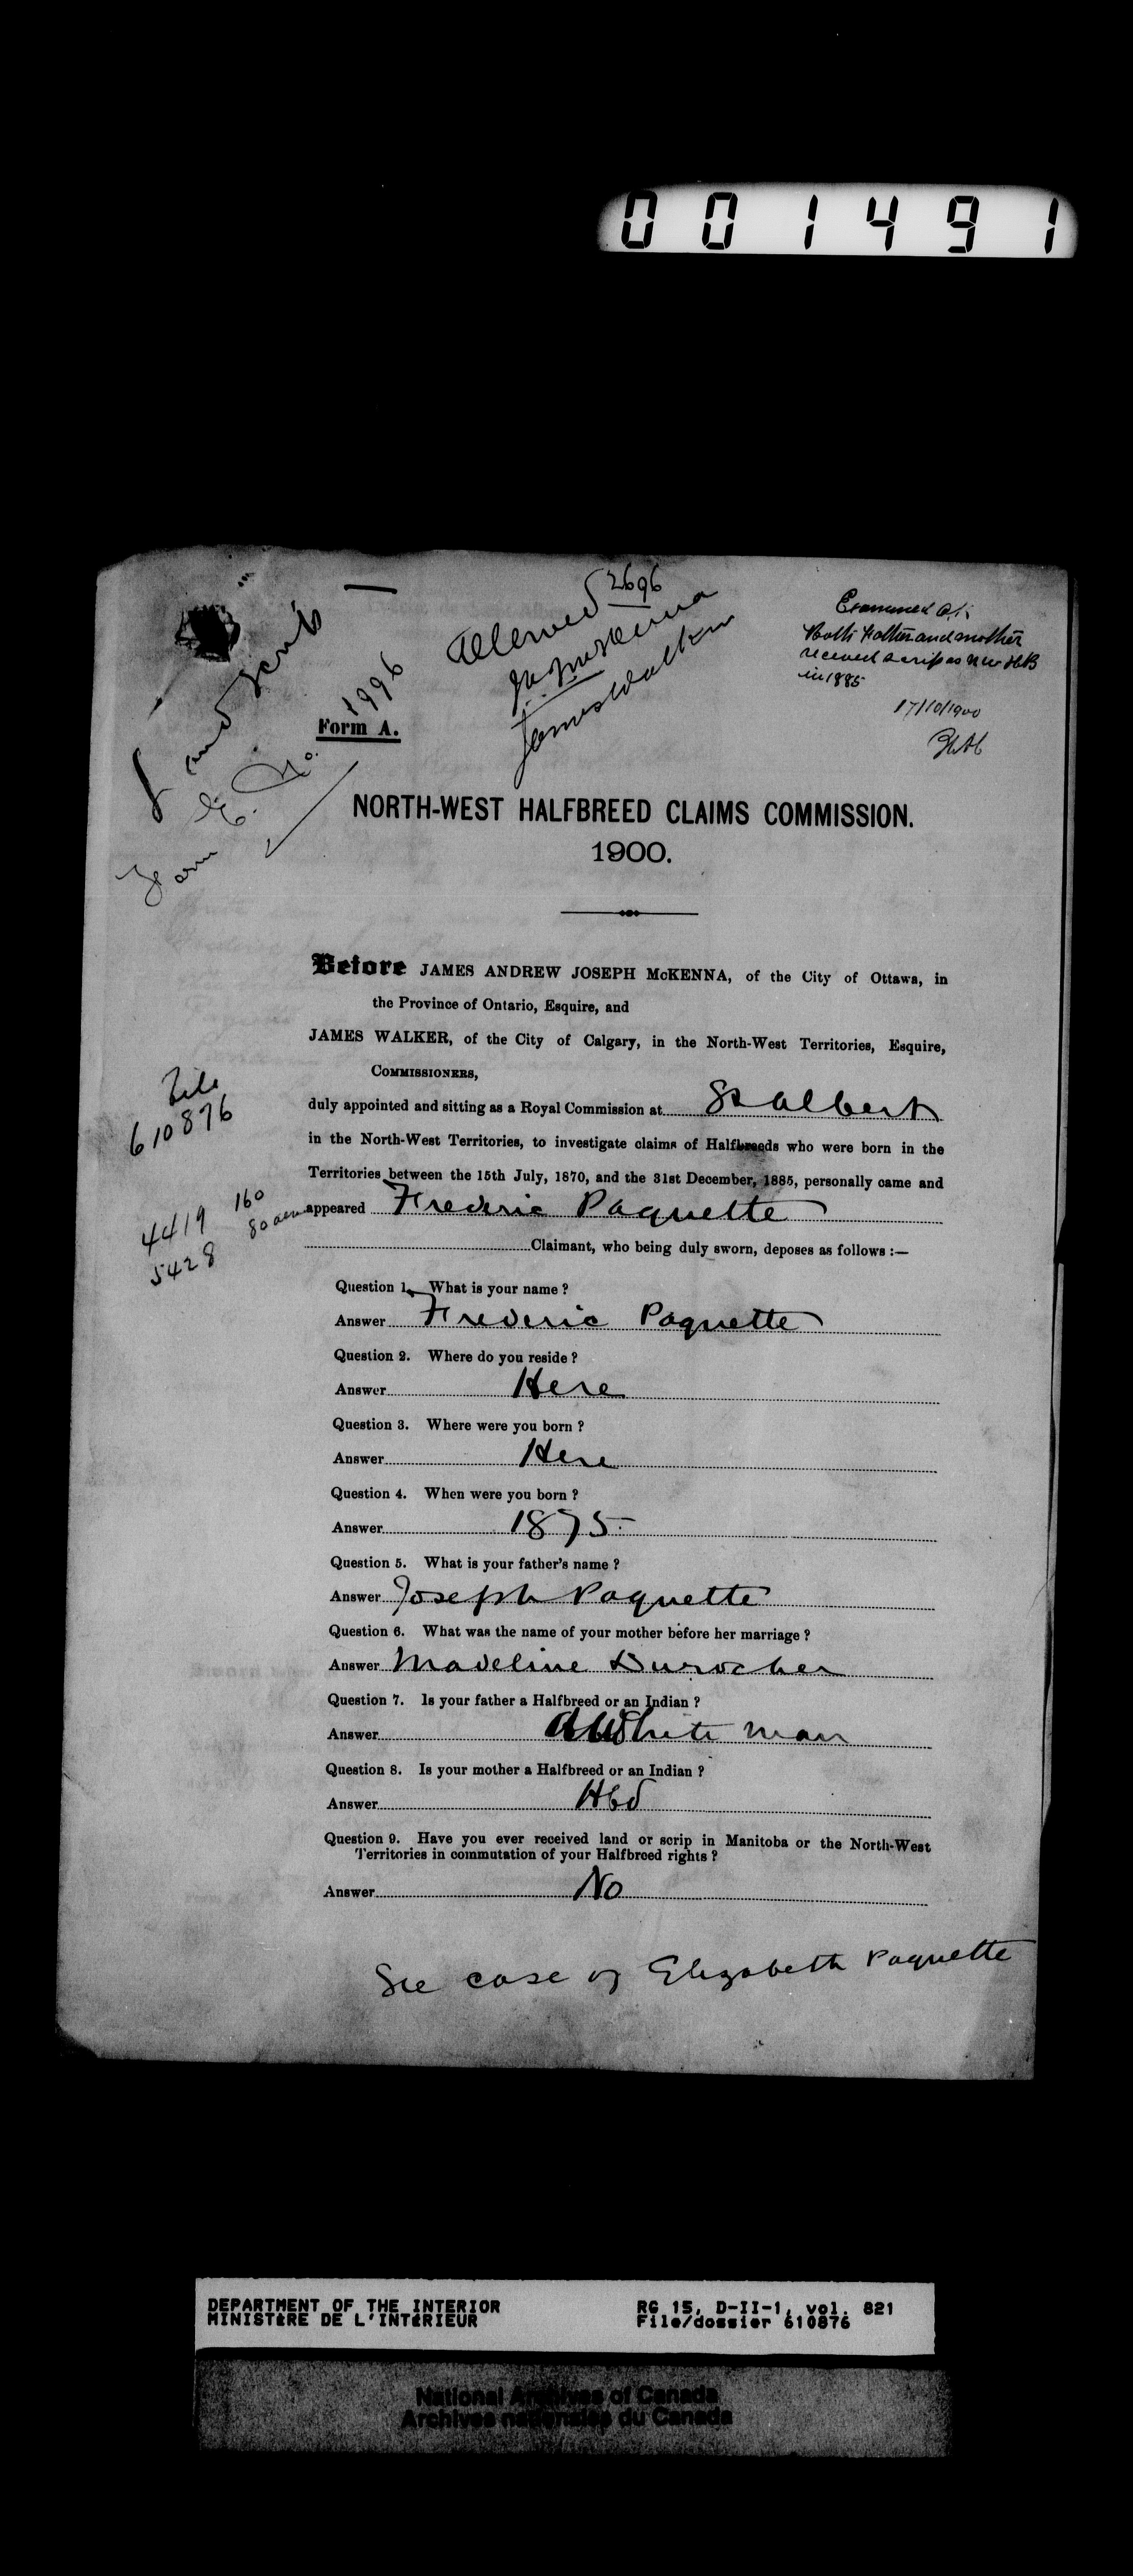 001491
Land scrip
Form E. No. 1996
Allowed 2696
JAJ McKenna
James Walker
Examined O.K.
Both Father and mother
received scrip as N W HB
in 1885
17/10/1900
Form A.
NORTH-WEST HALFBREED CLAIMS COMMISSION.
1900.
Before JAMES ANDREW JOSEPH McKENNA, of the City of Ottawa, in
the Province of Ontario, Esquire, and
JAMES WALKER, of the City of Calgary, in the North-West Territories, Esquire,
COMMISSIONERS,
duly appointed and sitting as a Royal Commission at St Albert
in the North-West Territories, to investigate claims of Halfbreeds who were born in the
Territories between the 15th July, 1870, and the 31st December, 1885, personally came and
appeared Frederic Paquette
Claimant, who being duly sworn, deposes as follows :—
File
610876
4419 160
5428 80 acres
Question 1. What is your name ?
Answer Frederic Paquette
Question 2. Where do you reside ?
Answer Here
Question 3. Where were you born ?
Answer Here
Question 4. When were you born ?
Answer 1875.
Question 5. What is your father's name ?
Answer Joseph Paquette
Question 6. What was the name of your mother before her marriage ?
Answer Madeline Durocher
Question 7. Is your father a Halfbreed or an Indian ?
Answer A White man
Question 8. Is your mother a Halfbreed or an Indian ?
Answer Hbd
Question 9. Have you ever received land or scrip in Manitoba or the North-West
Territories in commutation of your Halfbreed rights ?
Answer No
See case of Elizabeth Paquette
DEPARTMENT OF THE INTERIOR
MINISTÈRE DE L'INTÉRIEUR
RG 15, D-II-1, vol. 821
File/dossier 610876
National Archives of Canada
Archives nationales du Canada